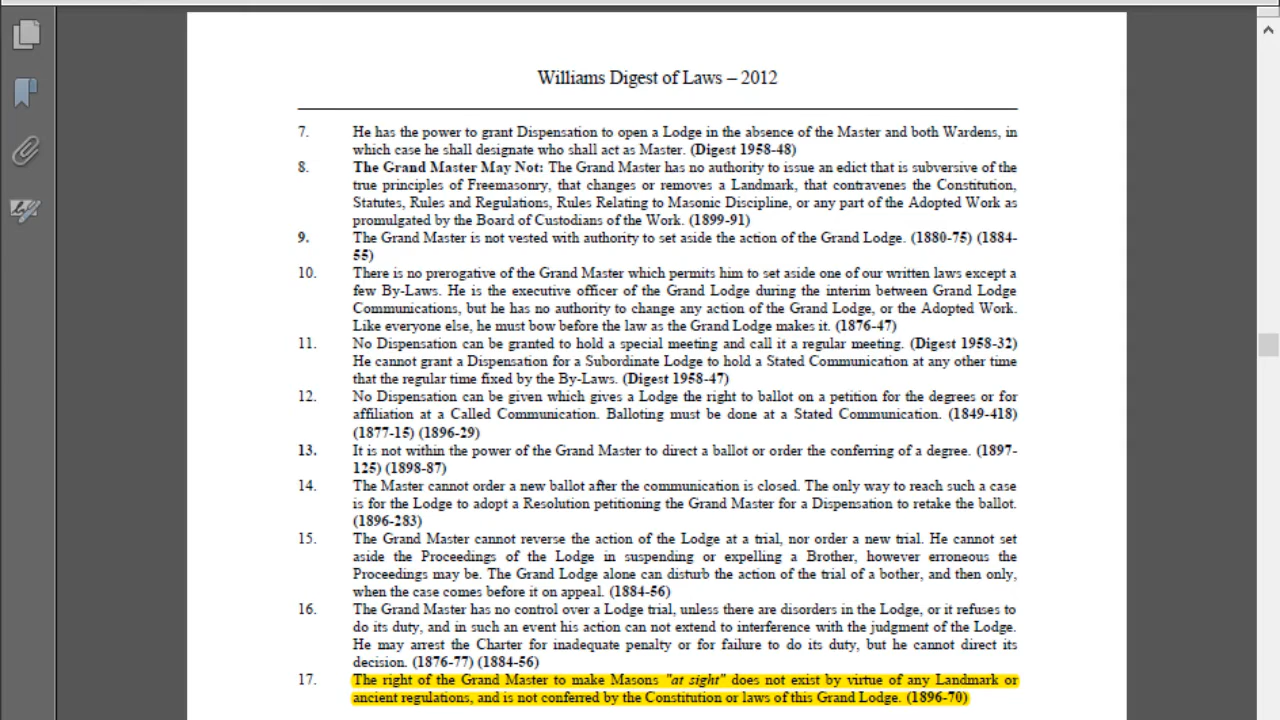 Williams Digest of Laws – 2012
7. He has the power to grant Dispensation to open a Lodge in the absence of the Master and both Wardens, in
which case he shall designate who shall act as Master. (Digest 1958-48)
8. The Grand Master May Not: The Grand Master has no authority to issue an edict that is subversive of the
true principles of Freemasonry, that changes or removes a Landmark, that contravenes the Constitution,
Statutes, Rules and Regulations, Rules Relating to Masonic Discipline, or any part of the Adopted Work as
promulgated by the Board of Custodians of the Work. (1899-91)
9. The Grand Master is not vested with authority to set aside the action of the Grand Lodge. (1880-75) (1884-
55)
10. There is no prerogative of the Grand Master which permits him to set aside one of our written laws except a
few By-Laws. He is the executive officer of the Grand Lodge during the interim between Grand Lodge
Communications, but he has no authority to change any action of the Grand Lodge, or the Adopted Work.
Like everyone else, he must bow before the law as the Grand Lodge makes it. (1876-47)
11. No Dispensation can be granted to hold a special meeting and call it a regular meeting. (Digest 1958-32)
He cannot grant a Dispensation for a Subordinate Lodge to hold a Stated Communication at any other time
that the regular time fixed by the By-Laws. (Digest 1958-47)
12. No Dispensation can be given which gives a Lodge the right to ballot on a petition for the degrees or for
affiliation at a Called Communication. Balloting must be done at a Stated Communication. (1849-418)
(1877-15) (1896-29)
13. It is not within the power of the Grand Master to direct a ballot or order the conferring of a degree. (1897-
125) (1898-87)
14. The Master cannot order a new ballot after the communication is closed. The only way to reach such a case
is for the Lodge to adopt a Resolution petitioning the Grand Master for a Dispensation to retake the ballot.
(1896-283)
15. The Grand Master cannot reverse the action of the Lodge at a trial, nor order a new trial. He cannot set
aside the Proceedings of the Lodge in suspending or expelling a Brother, however erroneous the
Proceedings may be. The Grand Lodge alone can disturb the action of the trial of a bother, and then only,
when the case comes before it on appeal. (1884-56)
16. The Grand Master has no control over a Lodge trial, unless there are disorders in the Lodge, or it refuses to
do its duty, and in such an event his action can not extend to interference with the judgment of the Lodge.
He may arrest the Charter for inadequate penalty or for failure to do its duty, but he cannot direct its
decision. (1876-77) (1884-56)
17. The right of the Grand Master to make Masons "at sight" does not exist by virtue of any Landmark or
ancient regulations, and is not conferred by the Constitution or laws of this Grand Lodge. (1896-70)